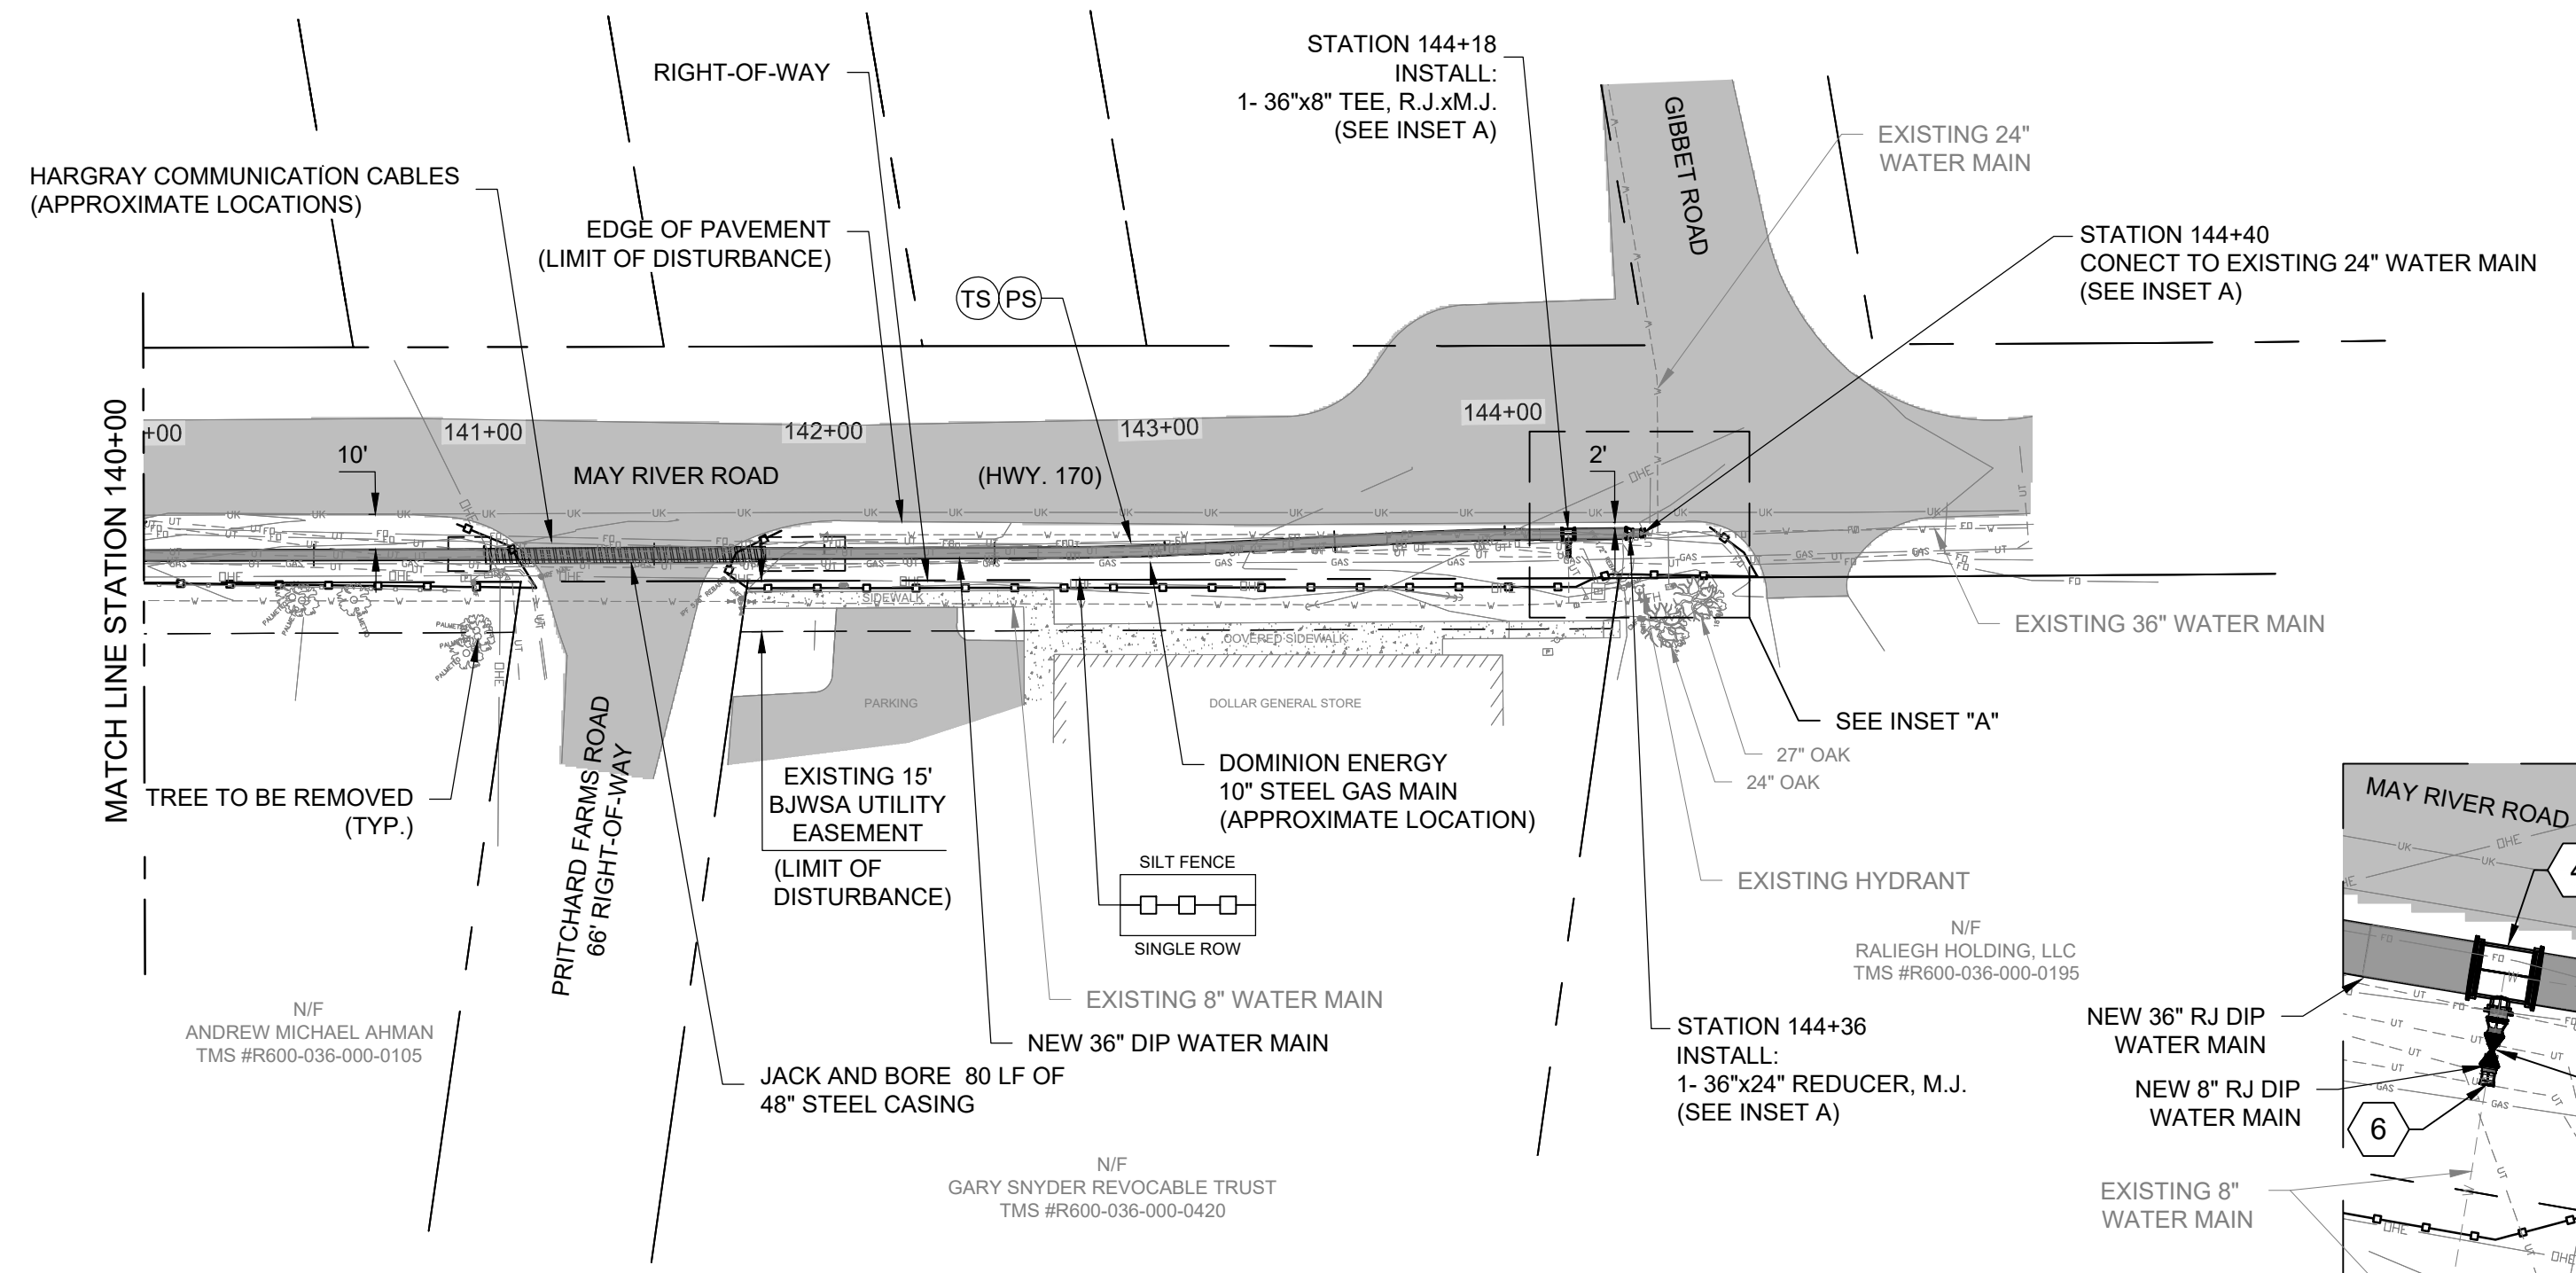 STATION 144+18
INSTALL:
1- 36"x8" TEE, R.J.xM.J.
(SEE INSET A)
RIGHT-OF-WAY
GIBBET ROAD
EXISTING 24"
WATER MAIN
HARGRAY COMMUNICATION CABLES
(APPROXIMATE LOCATIONS)
EDGE OF PAVEMENT
(LIMIT OF DISTURBANCE)
STATION 144+40
CONECT TO EXISTING 24" WATER MAIN
(SEE INSET A)
TS PS
MATCH LINE STATION 140+00
+00
141+00
142+00
143+00
144+00
10'
MAY RIVER ROAD
(HWY. 170)
2'
SIDEWALK
COVERED SIDEWALK
EXISTING 36" WATER MAIN
PARKING
DOLLAR GENERAL STORE
SEE INSET "A"
27" OAK
24" OAK
TREE TO BE REMOVED
(TYP.)
PRITCHARD FARMS ROAD
66' RIGHT-OF-WAY
EXISTING 15'
BJWSA UTILITY
EASEMENT
(LIMIT OF
DISTURBANCE)
DOMINION ENERGY
10" STEEL GAS MAIN
(APPROXIMATE LOCATION)
SILT FENCE
SINGLE ROW
EXISTING HYDRANT
N/F
RALIEGH HOLDING, LLC
TMS #R600-036-000-0195
EXISTING 8" WATER MAIN
NEW 36" DIP WATER MAIN
N/F
ANDREW MICHAEL AHMAN
TMS #R600-036-000-0105
JACK AND BORE 80 LF OF
48" STEEL CASING
STATION 144+36
INSTALL:
1- 36"x24" REDUCER, M.J.
(SEE INSET A)
N/F
GARY SNYDER REVOCABLE TRUST
TMS #R600-036-000-0420
MAY RIVER ROAD
NEW 36" RJ DIP
WATER MAIN
NEW 8" RJ DIP
WATER MAIN
6
EXISTING 8"
WATER MAIN